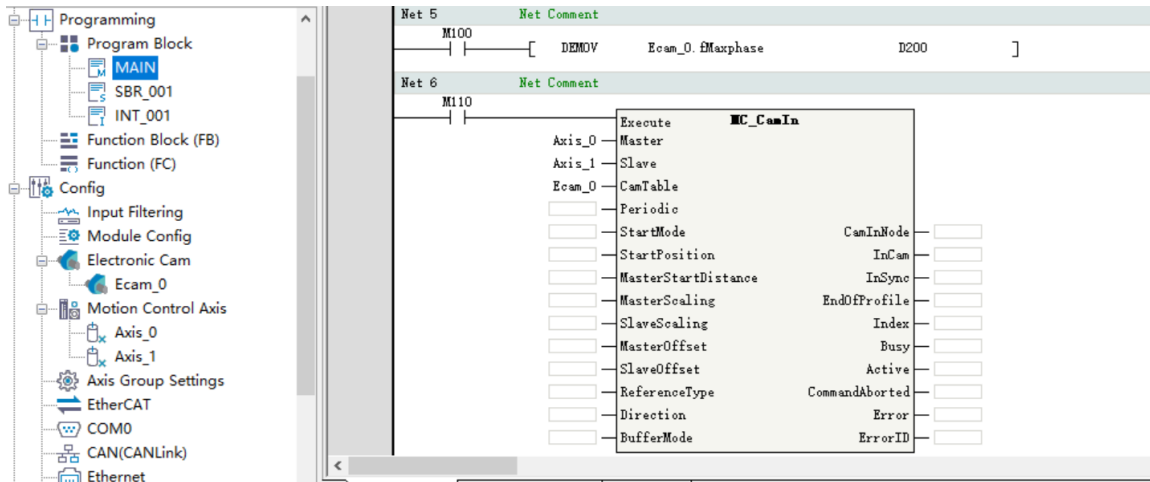 Programming
Program Block
MAIN
SBR_001
INT_001
Function Block (FB)
Function (FC)
Config
Input Filtering
Module Config
Electronic Cam
Ecam_0
Motion Control Axis
Axis_0
Axis_1
Axis Group Settings
EtherCAT
COM0
CAN(CANLink)
Ethernet
Net 5 Net Comment
M100
[ DEMOV Ecam_0.fMaxphase D200 ]
Net 6 Net Comment
M110
Execute MC_CamIn
Axis_0 Master
Axis_1 Slave
Ecam_0 CamTable
Periodic
StartMode CamInNode
StartPosition InCam
MasterStartDistance InSync
MasterScaling EndOfProfile
SlaveScaling Index
MasterOffset Busy
SlaveOffset Active
ReferenceType CommandAborted
Direction Error
BufferMode ErrorID